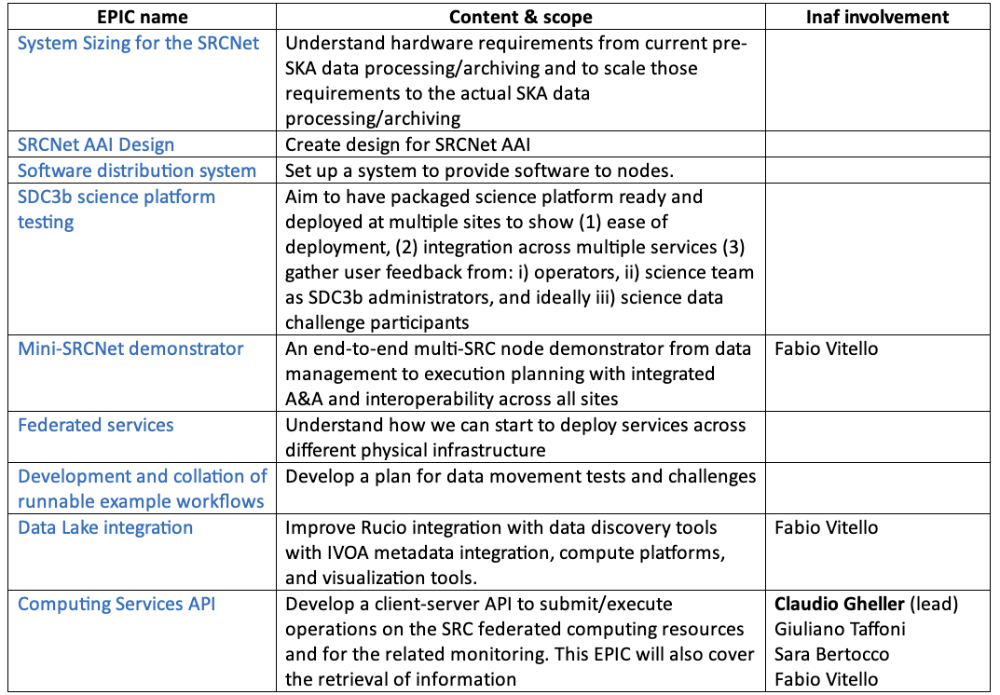 EPIC name
Content & scope
Inaf involvement
System Sizing for the SRCNet
Understand hardware requirements from current pre-
SKA data processing/archiving and to scale those
requirements to the actual SKA data
processing/archiving
SRCNet AAI Design
Create design for SRCNet AAI
Software distribution system
Set up a system to provide software to nodes.
SDC3b science platform
testing
Aim to have packaged science platform ready and
deployed at multiple sites to show (1) ease of
deployment, (2) integration across multiple services (3)
gather user feedback from: i) operators, ii) science team
as SDC3b administrators, and ideally iii) science data
challenge participants
Mini-SRCNet demonstrator
An end-to-end multi-SRC node demonstrator from data
management to execution planning with integrated
A&A and interoperability across all sites
Fabio Vitello
Federated services
Understand how we can start to deploy services across
different physical infrastructure
Development and collation of
runnable example workflows
Develop a plan for data movement tests and challenges
Data Lake integration
Improve Rucio integration with data discovery tools
with IVOA metadata integration, compute platforms,
and visualization tools.
Fabio Vitello
Computing Services API
Develop a client-server API to submit/execute
operations on the SRC federated computing resources
and for the related monitoring. This EPIC will also cover
the retrieval of information
Claudio Gheller (lead)
Giuliano Taffoni
Sara Bertocco
Fabio Vitello